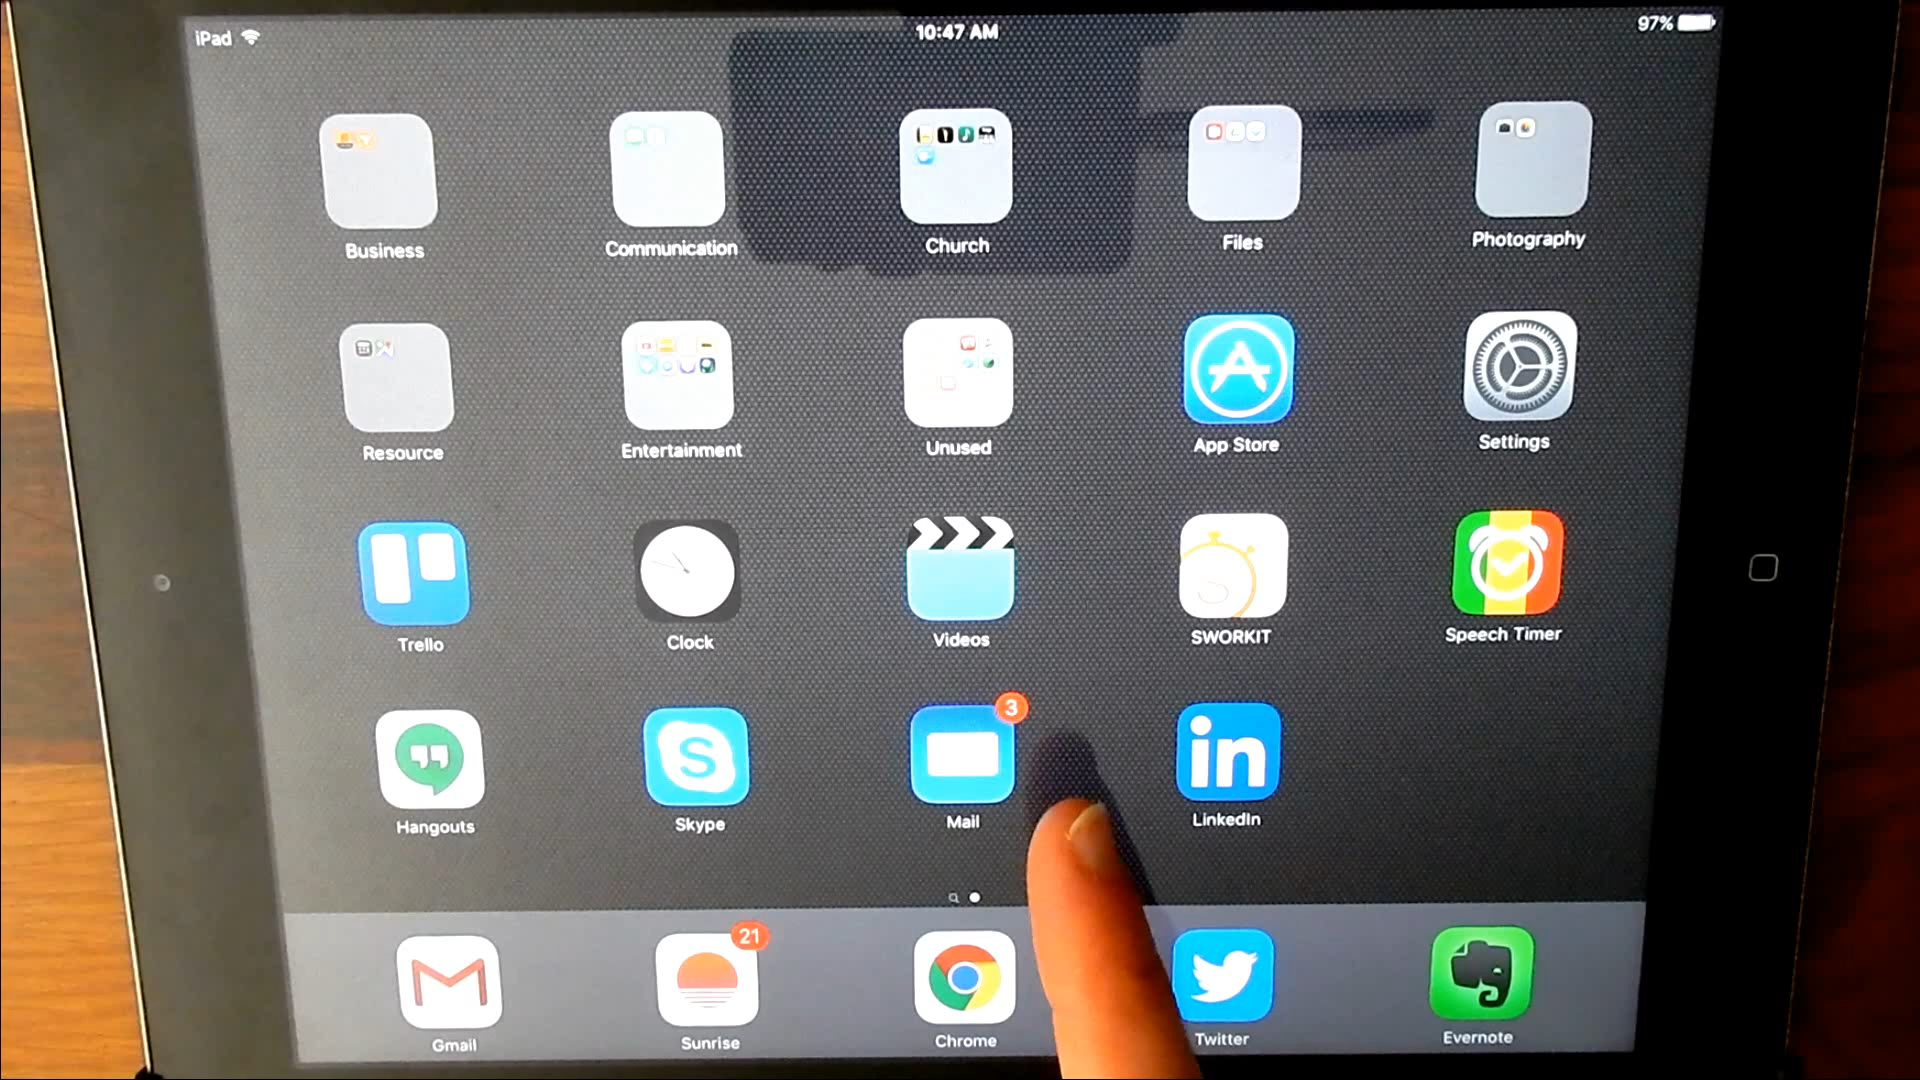 iPad 10:47 AM 97%
Business Communication Church Files Photography
Resource Entertainment Unused App Store Settings
Trello Clock Videos SWORKIT Speech Timer
3
in
Hangouts Skype Mail LinkedIn
21
Gmail Sunrise Chrome Twitter Evernote